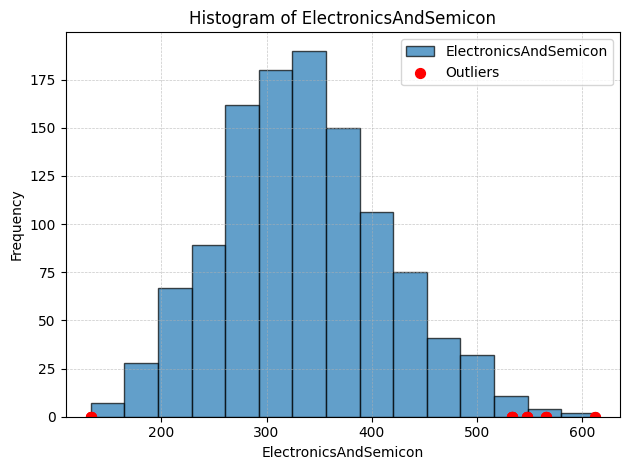 Histogram of ElectronicsAndSemicon
ElectronicsAndSemicon
Outliers
Frequency
175
150
125
100
75
50
25
0
200 300 400 500 600
ElectronicsAndSemicon